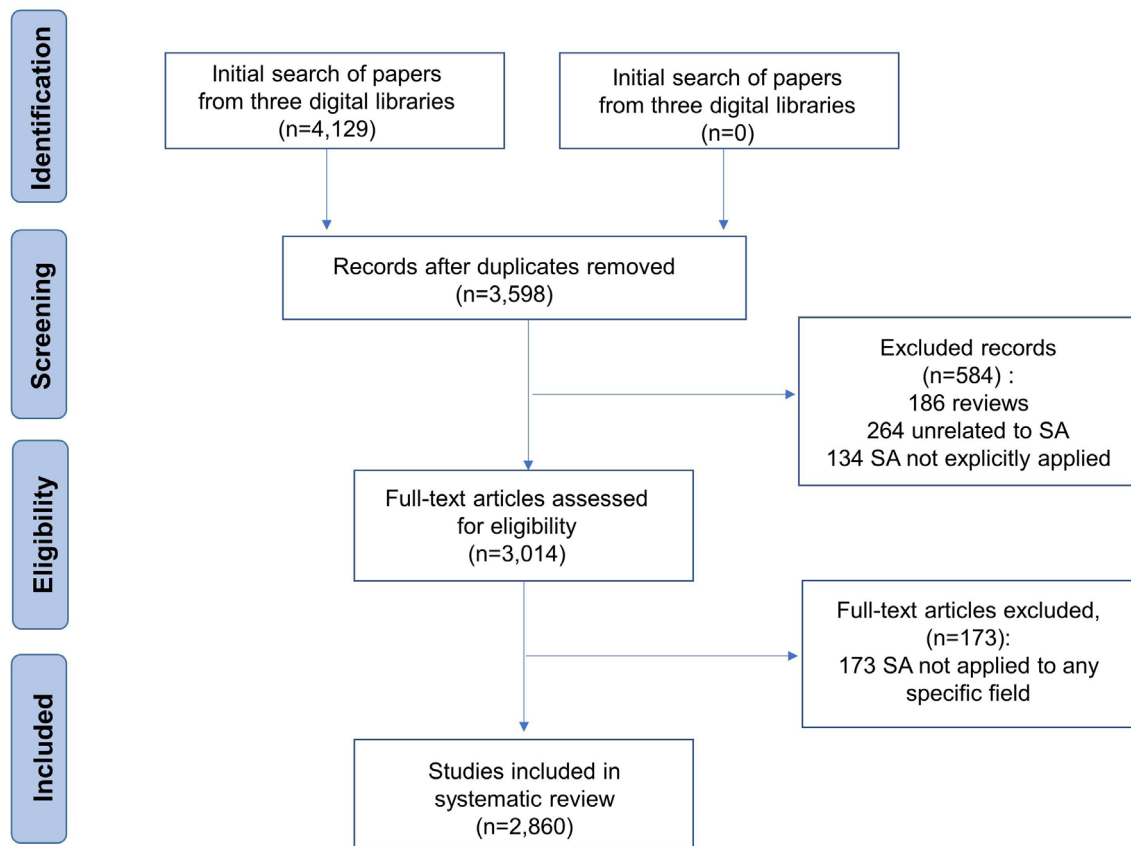 Identification
Initial search of papers
from three digital libraries
(n=4,129)
Initial search of papers
from three digital libraries
(n=0)
Screening
Records after duplicates removed
(n=3,598)
Excluded records
(n=584) :
186 reviews
264 unrelated to SA
134 SA not explicitly applied
Eligibility
Full-text articles assessed
for eligibility
(n=3,014)
Full-text articles excluded,
(n=173):
173 SA not applied to any
specific field
Included
Studies included in
systematic review
(n=2,860)